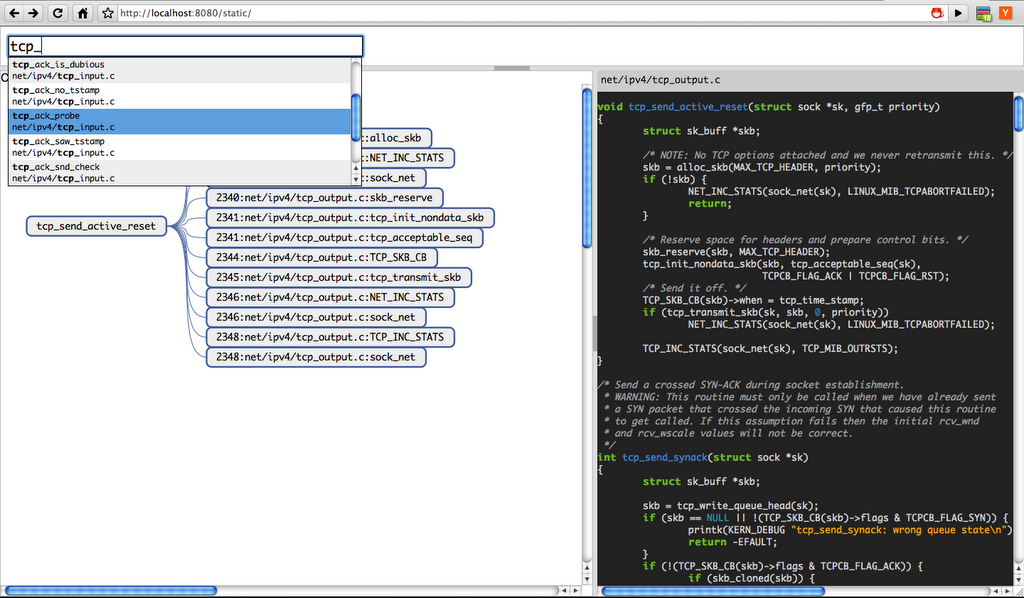 http://localhost:8080/static/
18
Y
tcp_
tcp_ack_is_dubious
net/ipv4/tcp_input.c
tcp_ack_no_tstamp
net/ipv4/tcp_input.c
tcp_ack_probe
net/ipv4/tcp_input.c
tcp_ack_saw_tstamp
net/ipv4/tcp_input.c
tcp_ack_snd_check
net/ipv4/tcp_input.c
:alloc_skb
:NET_INC_STATS
:sock_net
2340:net/ipv4/tcp_output.c:skb_reserve
2341:net/ipv4/tcp_output.c:tcp_init_nondata_skb
tcp_send_active_reset
2341:net/ipv4/tcp_output.c:tcp_acceptable_seq
2344:net/ipv4/tcp_output.c:TCP_SKB_CB
2345:net/ipv4/tcp_output.c:tcp_transmit_skb
2346:net/ipv4/tcp_output.c:NET_INC_STATS
2346:net/ipv4/tcp_output.c:sock_net
2348:net/ipv4/tcp_output.c:TCP_INC_STATS
2348:net/ipv4/tcp_output.c:sock_net
net/ipv4/tcp_output.c
void tcp_send_active_reset(struct sock *sk, gfp_t priority)
{
struct sk_buff *skb;
/* NOTE: No TCP options attached and we never retransmit this. */
skb = alloc_skb(MAX_TCP_HEADER, priority);
if (!skb) {
NET_INC_STATS(sock_net(sk), LINUX_MIB_TCPABORTFAILED);
return;
}
/* Reserve space for headers and prepare control bits. */
skb_reserve(skb, MAX_TCP_HEADER);
tcp_init_nondata_skb(skb, tcp_acceptable_seq(sk),
TCPCB_FLAG_ACK | TCPCB_FLAG_RST);
/* Send it off. */
TCP_SKB_CB(skb)->when = tcp_time_stamp;
if (tcp_transmit_skb(sk, skb, 0, priority))
NET_INC_STATS(sock_net(sk), LINUX_MIB_TCPABORTFAILED);
TCP_INC_STATS(sock_net(sk), TCP_MIB_OUTRSTS);
}
/* Send a crossed SYN-ACK during socket establishment.
* WARNING: This routine must only be called when we have already sent
* a SYN packet that crossed the incoming SYN that caused this routine
* to get called. If this assumption fails then the initial rcv_wnd
* and rcv_wscale values will not be correct.
*/
int tcp_send_synack(struct sock *sk)
{
struct sk_buff *skb;
skb = tcp_write_queue_head(sk);
if (skb == NULL || !(TCP_SKB_CB(skb)->flags & TCPCB_FLAG_SYN)) {
printk(KERN_DEBUG "tcp_send_synack: wrong queue state\n")
return -EFAULT;
}
if (!(TCP_SKB_CB(skb)->flags & TCPCB_FLAG_ACK)) {
if (skb_cloned(skb)) {